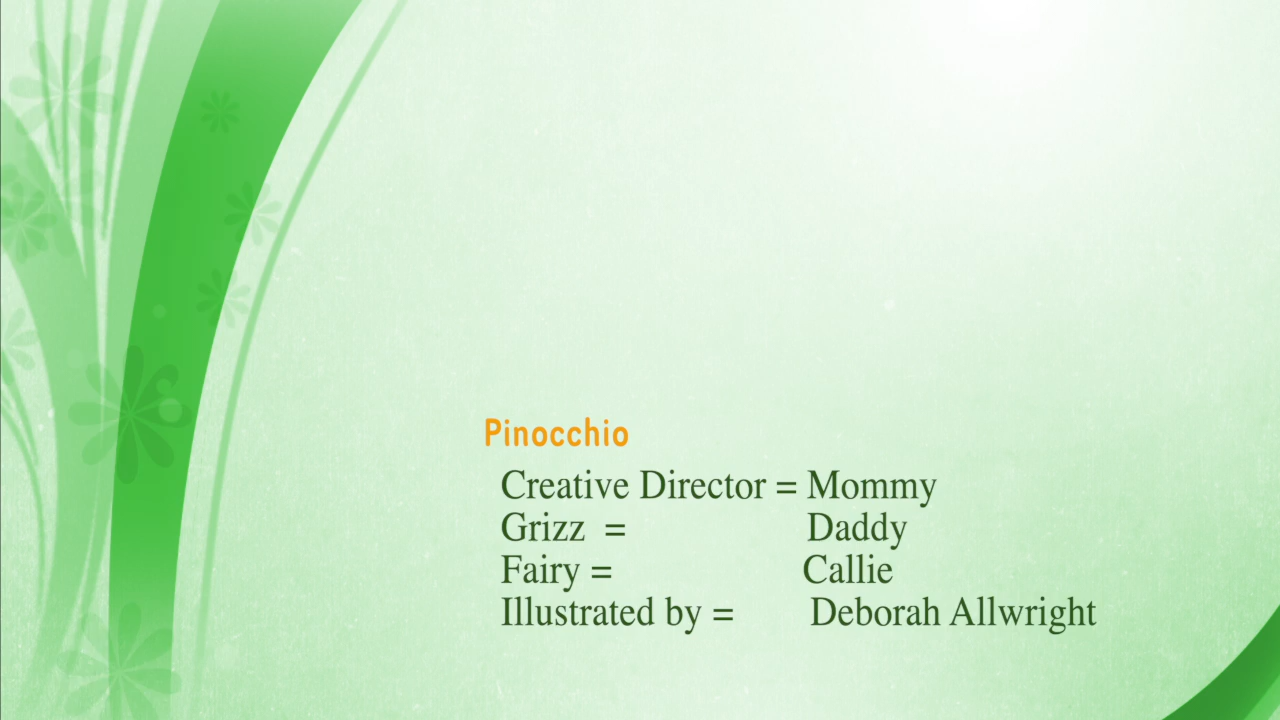 Pinocchio
Creative Director = Mommy
Grizz = Daddy
Fairy = Callie
Illustrated by = Deborah Allwright